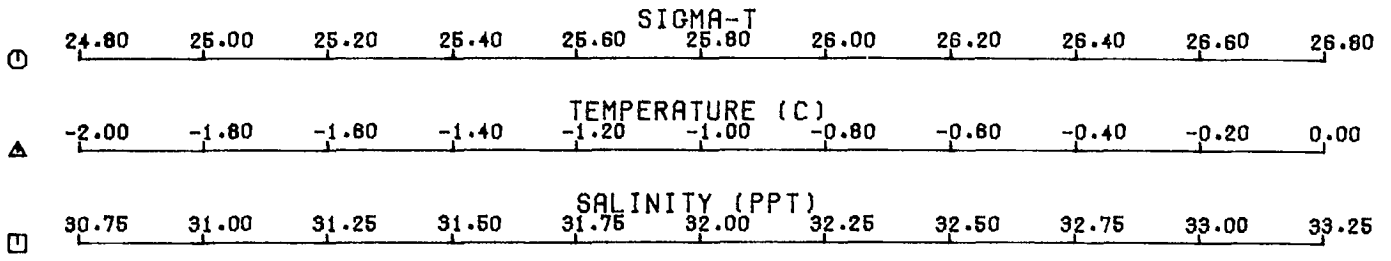 SIGMA-T
24.80 25.00 25.20 25.40 25.60 25.80 26.00 26.20 26.40 26.60 26.80
TEMPERATURE (C)
-2.00 -1.80 -1.60 -1.40 -1.20 -1.00 -0.80 -0.60 -0.40 -0.20 0.00
SALINITY (PPT)
30.75 31.00 31.25 31.50 31.75 32.00 32.25 32.50 32.75 33.00 33.25